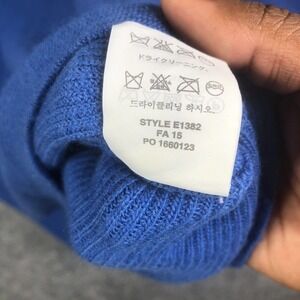 ドライクリーニング。
드라이클리닝 하시오
STYLE E1382
FA 15
PO 1660123